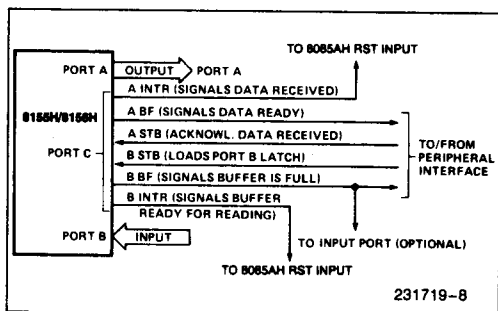 TO 8085AH RST INPUT
PORT A
OUTPUT
PORT A
A INTR (SIGNALS DATA RECEIVED)
8155H/8156H
A BF (SIGNALS DATA READY)
A STB (ACKNOWL. DATA RECEIVED)
PORT C
B STB (LOADS PORT B LATCH)
TO/FROM
PERIPHERAL
INTERFACE
B BF (SIGNALS BUFFER IS FULL)
B INTR (SIGNALS BUFFER
READY FOR READING)
PORT B
INPUT
TO INPUT PORT (OPTIONAL)
TO 8085AH RST INPUT
231719-8